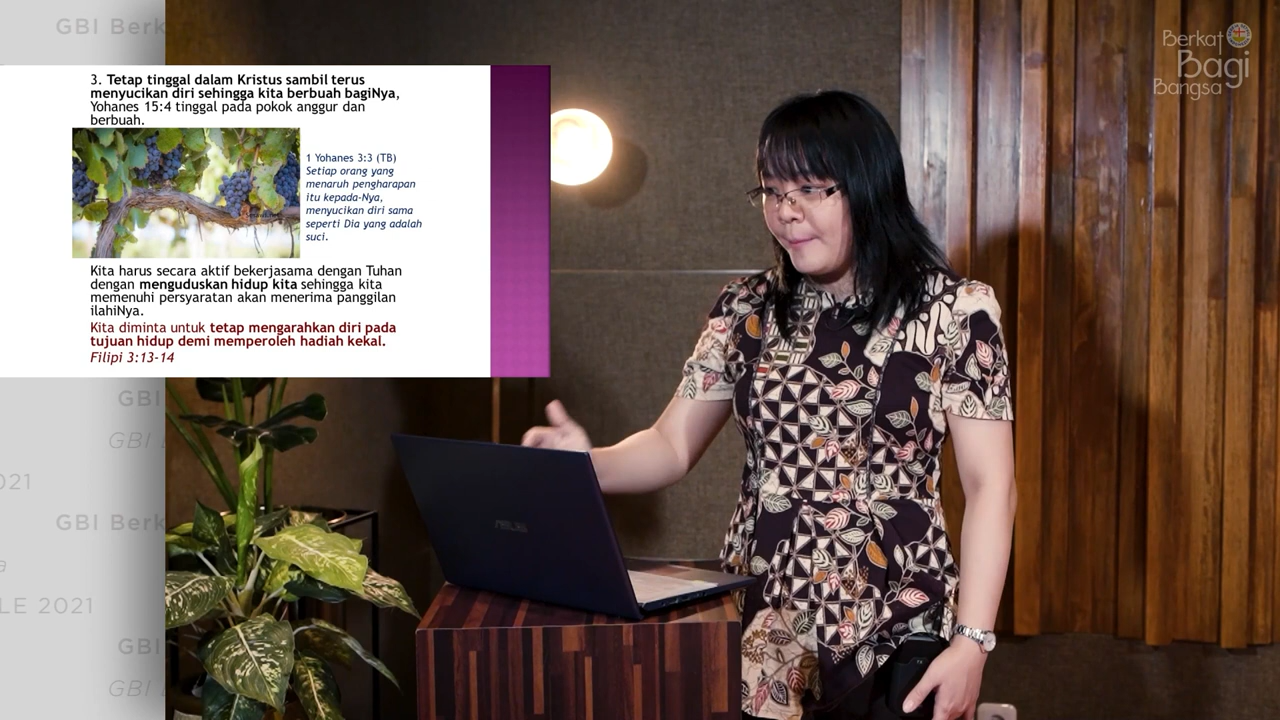 GBI Berk
Berkat
Bagi
Bangsa
3. Tetap tinggal dalam Kristus sambil terus
menyucikan diri sehingga kita berbuah bagiNya,
Yohanes 15:4 tinggal pada pokok anggur dan
berbuah.
1 Yohanes 3:3 (TB)
Setiap orang yang
menaruh pengharapan
itu kepada-Nya,
menyucikan diri sama
seperti Dia yang adalah
suci.
Kita harus secara aktif bekerjasama dengan Tuhan
dengan menguduskan hidup kita sehingga kita
memenuhi persyaratan akan menerima panggilan
ilahiNya.
Kita diminta untuk tetap mengarahkan diri pada
tujuan hidup demi memperoleh hadiah kekal.
Filipi 3:13-14
GBI
GBI
021
GBI Berk
a
LE 2021
GBI
GBI
ASUS